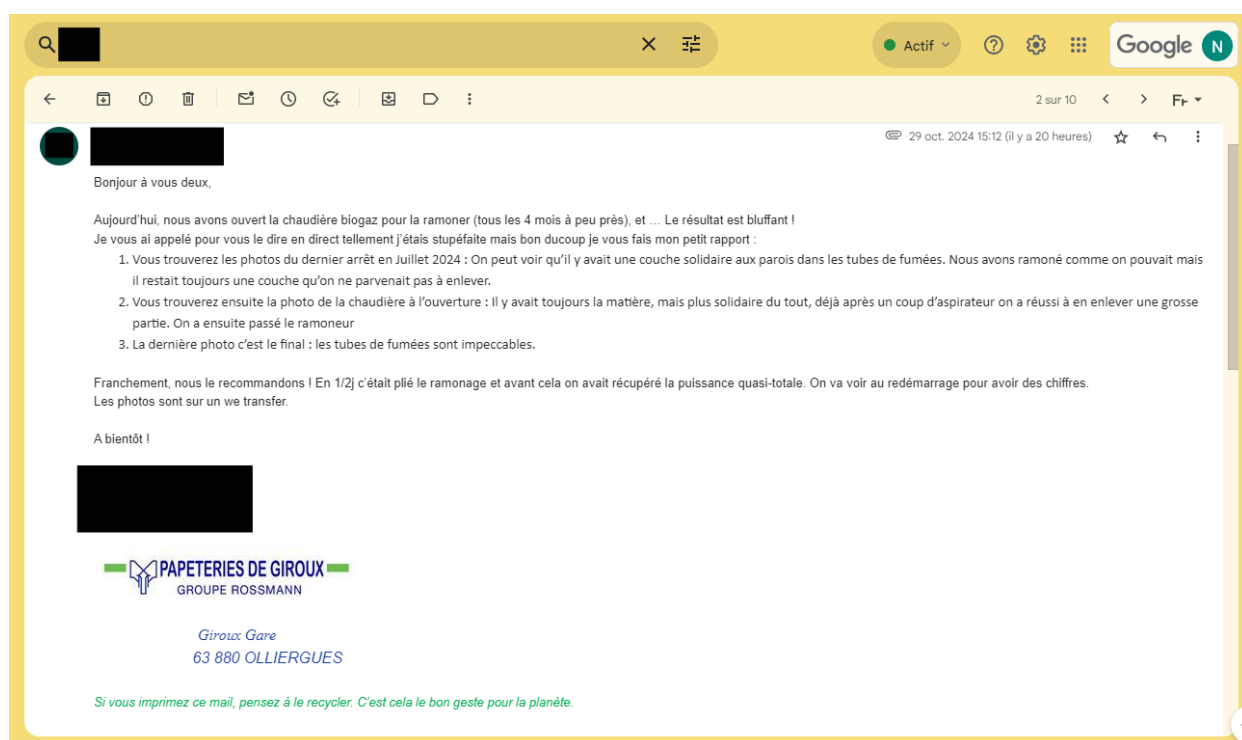 Actif
Google
N
2 sur 10
Fr
29 oct. 2024 15:12 (il y a 20 heures)
Bonjour à vous deux,
Aujourd'hui, nous avons ouvert la chaudière biogaz pour la ramoner (tous les 4 mois à peu près), et … Le résultat est bluffant !
Je vous ai appelé pour vous le dire en direct tellement j'étais stupéfaite mais bon ducoup je vous fais mon petit rapport :
1. Vous trouverez les photos du dernier arrêt en Juillet 2024 : On peut voir qu'il y avait une couche solidaire aux parois dans les tubes de fumées. Nous avons ramoné comme on pouvait mais
il restait toujours une couche qu'on ne parvenait pas à enlever.
2. Vous trouverez ensuite la photo de la chaudière à l'ouverture : Il y avait toujours la matière, mais plus solidaire du tout, déjà après un coup d'aspirateur on a réussi à en enlever une grosse
partie. On a ensuite passé le ramoneur
3. La dernière photo c'est le final : les tubes de fumées sont impeccables.
Franchement, nous le recommandons ! En 1/2j c'était plié le ramonage et avant cela on avait récupéré la puissance quasi-totale. On va voir au redémarrage pour avoir des chiffres.
Les photos sont sur un we transfer.
A bientôt !
PAPETERIES DE GIROUX
GROUPE ROSSMANN
Giroux Gare
63 880 OLLIERGUES
Si vous imprimez ce mail, pensez à le recycler. C'est cela le bon geste pour la planète.